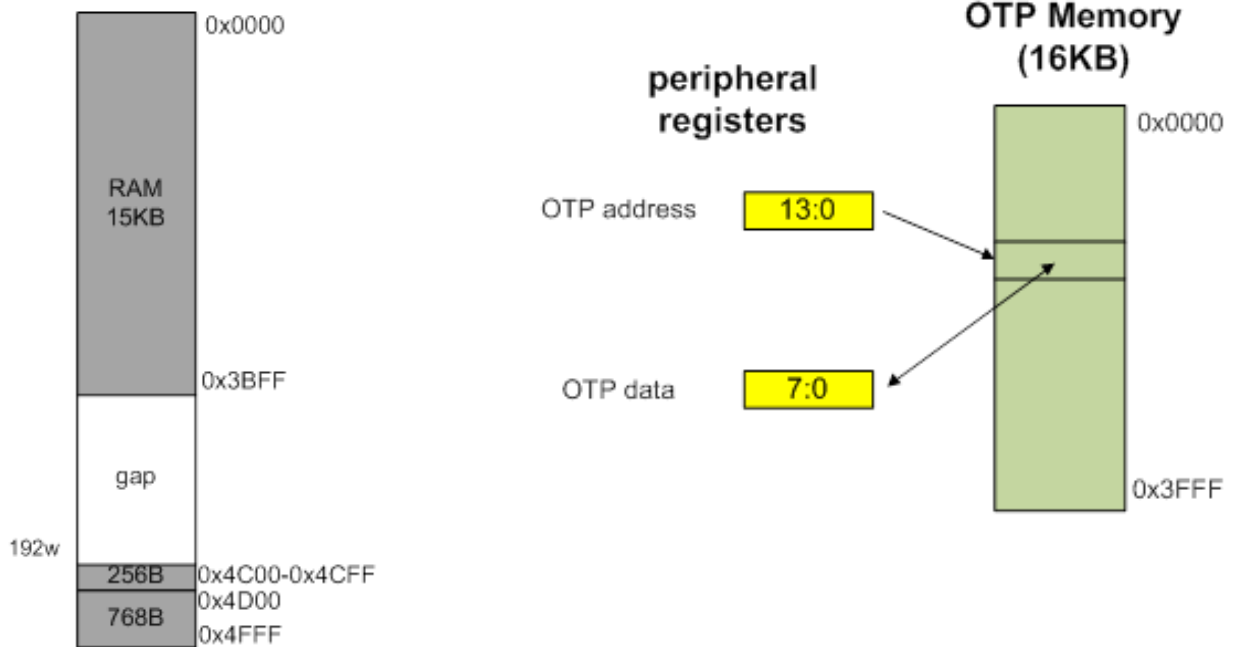 0x0000
RAM
15KB
0x3BFF
gap
192w
256B
0x4C00-0x4CFF
0x4D00
768B
0x4FFF
peripheral
registers
OTP address
13:0
OTP data
7:0
OTP Memory
(16KB)
0x0000
0x3FFF